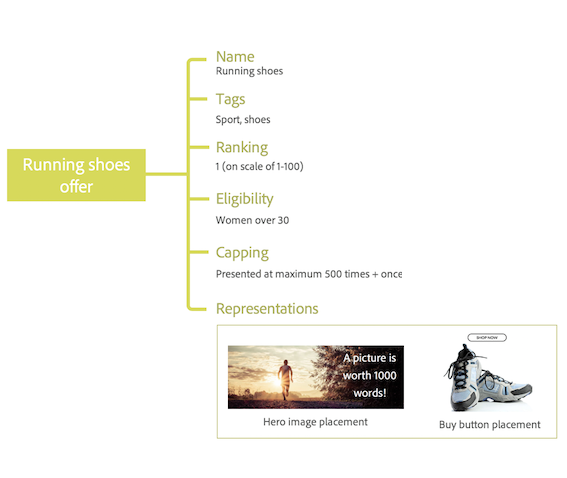 Name
Running shoes
Tags
Sport, shoes
Running shoes
offer
Ranking
1 (on scale of 1-100)
Eligibility
Women over 30
Capping
Presented at maximum 500 times + once
Representations
SHOP NOW
A picture is
worth 1000
words!
Hero image placement
Buy button placement